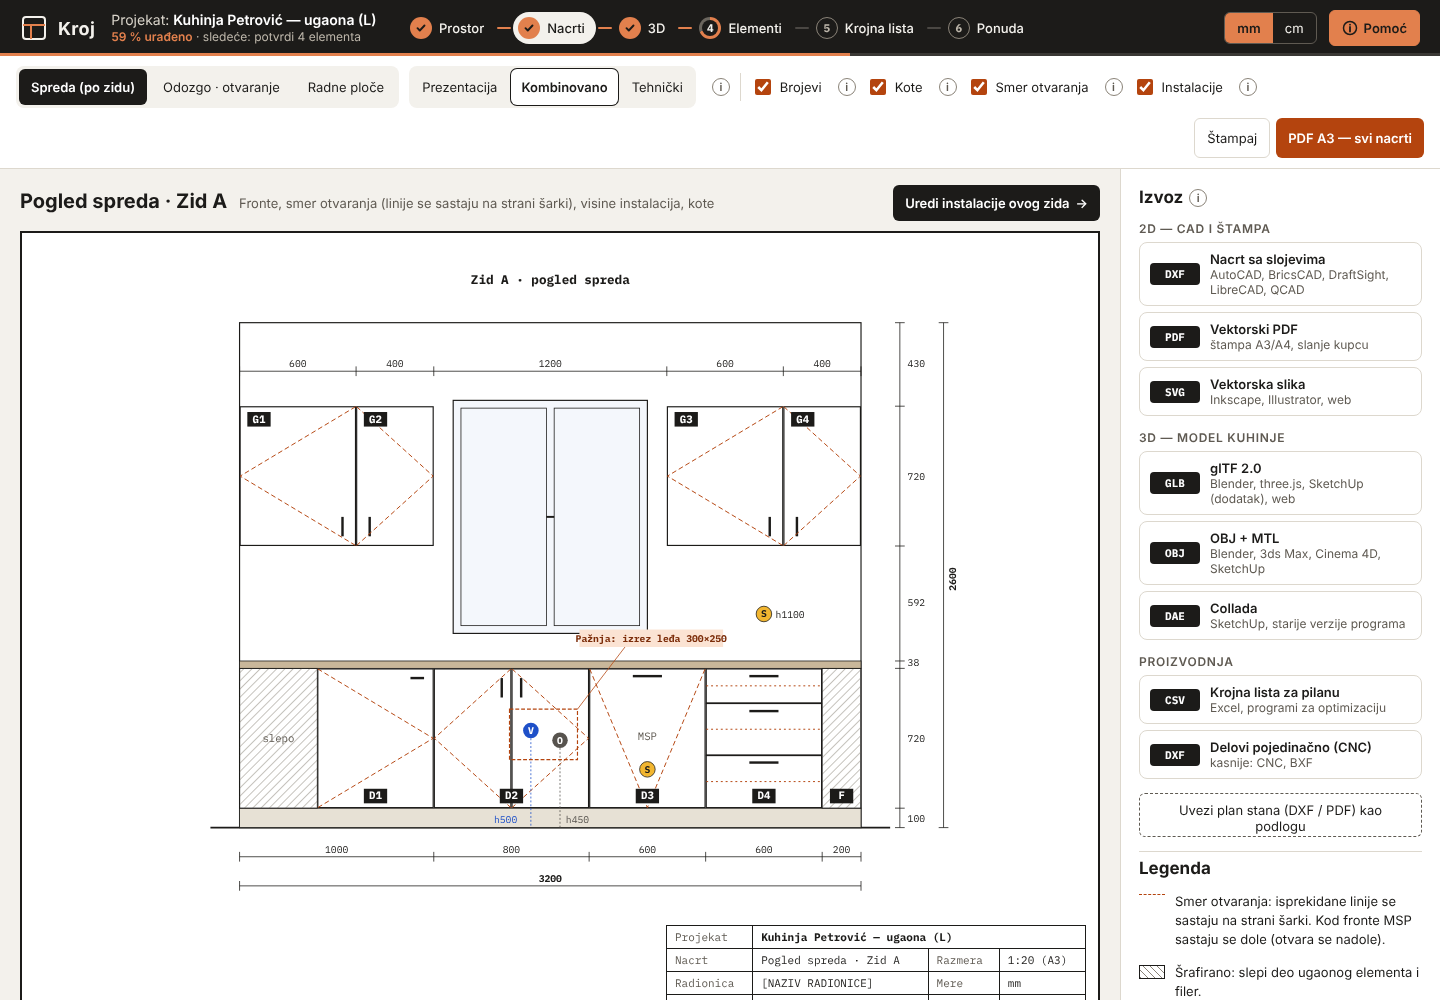 Kroj
Projekat: Kuhinja Petrović — ugaona (L)
59 % urađeno · sledeće: potvrdi 4 elementa
Prostor
Nacrti
3D
4 Elementi
5 Krojna lista
6 Ponuda
mm cm
Pomoć
Spreda (po zidu) Odozgo · otvaranje Radne ploče
Prezentacija Kombinovano Tehnički i
Brojevi i Kote i Smer otvaranja i Instalacije i
Štampaj PDF A3 — svi nacrti
Pogled spreda · Zid A Fronte, smer otvaranja (linije se sastaju na strani šarki), visine instalacija, kote
Uredi instalacije ovog zida →
Zid A · pogled spreda
600 400 1200 600 400 430
G1 G2 G3 G4
720
2600
592
S h1100
Pažnja: izrez leđa 300×250
38
slepo V O MSP 720
S
D1 D2 D3 D4 F
h500 h450 100
1000 800 600 600 200
3200
Projekat Kuhinja Petrović — ugaona (L)
Nacrt Pogled spreda · Zid A Razmera 1:20 (A3)
Radionica [NAZIV RADIONICE] Mere mm
Izvoz i
2D — CAD I ŠTAMPA
DXF Nacrt sa slojevima
AutoCAD, BricsCAD, DraftSight,
LibreCAD, QCAD
PDF Vektorski PDF
štampa A3/A4, slanje kupcu
SVG Vektorska slika
Inkscape, Illustrator, web
3D — MODEL KUHINJE
GLB glTF 2.0
Blender, three.js, SketchUp
(dodatak), web
OBJ OBJ + MTL
Blender, 3ds Max, Cinema 4D,
SketchUp
DAE Collada
SketchUp, starije verzije programa
PROIZVODNJA
CSV Krojna lista za pilanu
Excel, programi za optimizaciju
DXF Delovi pojedinačno (CNC)
kasnije: CNC, BXF
Uvezi plan stana (DXF / PDF) kao
podlogu
Legenda
Smer otvaranja: isprekidane linije se
sastaju na strani šarki. Kod fronte MSP
sastaju se dole (otvara se nadole).
Šrafirano: slepi deo ugaonog elementa i
filer.